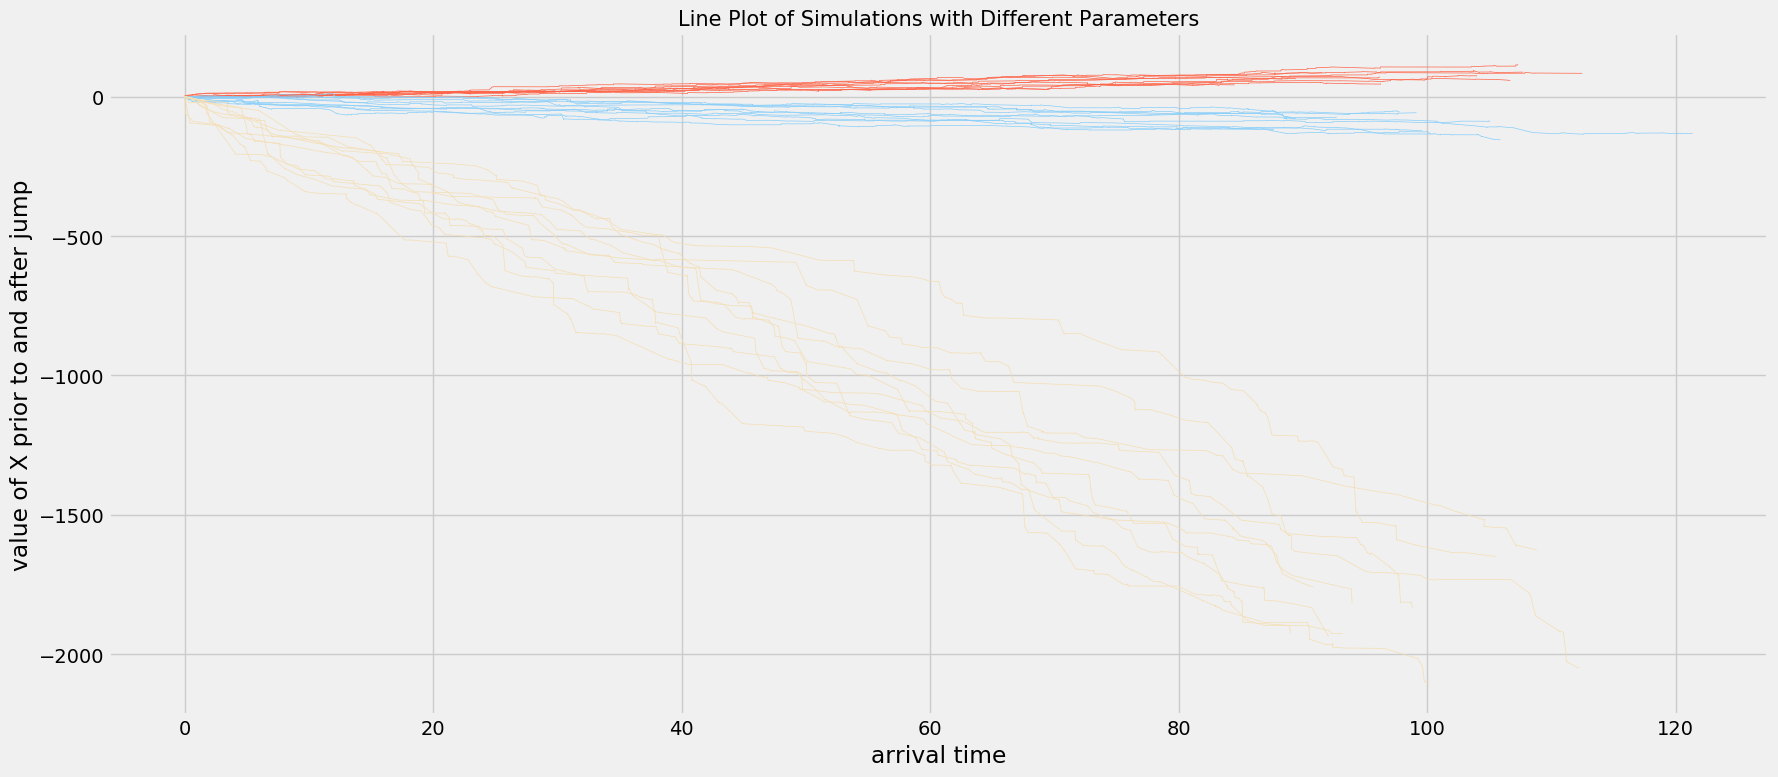 Line Plot of Simulations with Different Parameters
value of X prior to and after jump
0
−500
−1000
−1500
−2000
0 20 40 60 80 100 120
arrival time